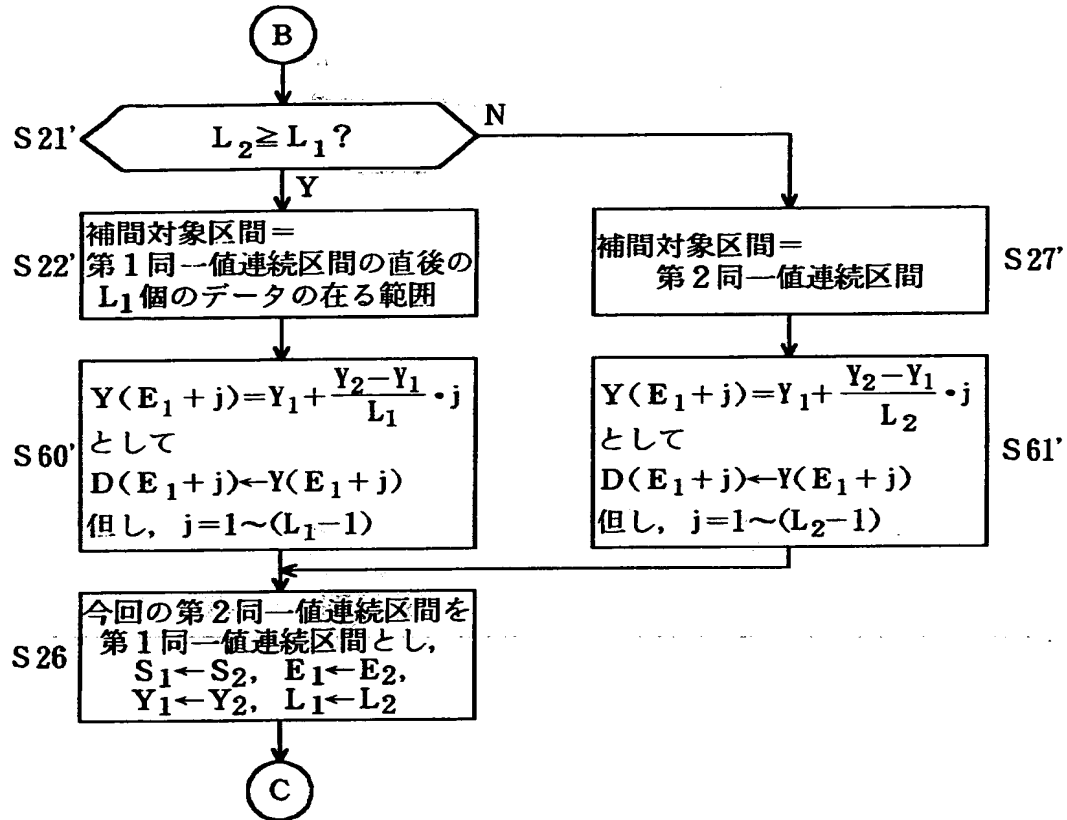 B
S21'
L₂≧L₁?
N
Y
S22'
補間対象区間=
第1同一値連続区間の直後の
L₁個のデータの在る範囲
補間対象区間=
第2同一値連続区間
S27'
S60'
Y(E₁+j)=Y₁+\frac{Y₂-Y₁}{L₁}・j
として
D(E₁+j)←Y(E₁+j)
但し, j=1~(L₁-1)
Y(E₁+j)=Y₁+\frac{Y₂-Y₁}{L₂}・j
として
D(E₁+j)←Y(E₁+j)
但し, j=1~(L₂-1)
S61'
S26
今回の第2同一値連続区間を
第1同一値連続区間とし,
S₁←S₂, E₁←E₂,
Y₁←Y₂, L₁←L₂
C